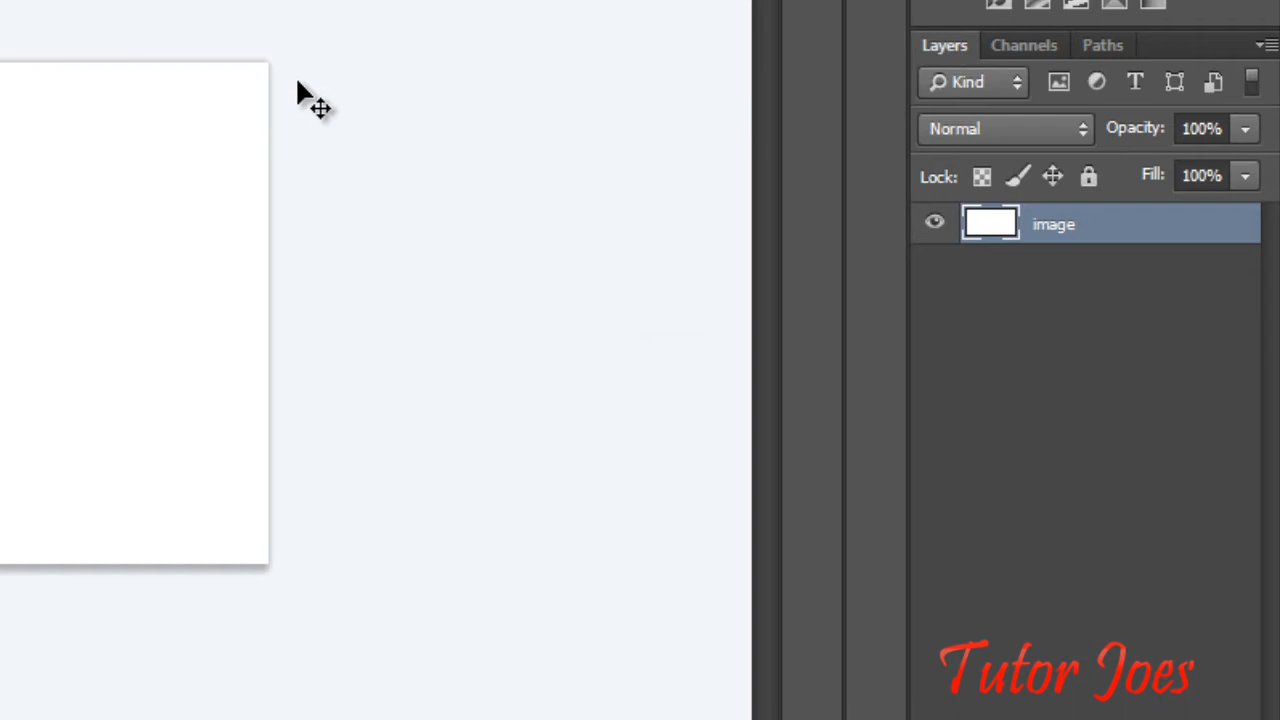 Layers Channels Paths
Kind T
Normal Opacity: 100%
Lock: Fill: 100%
image
Tutor Joes